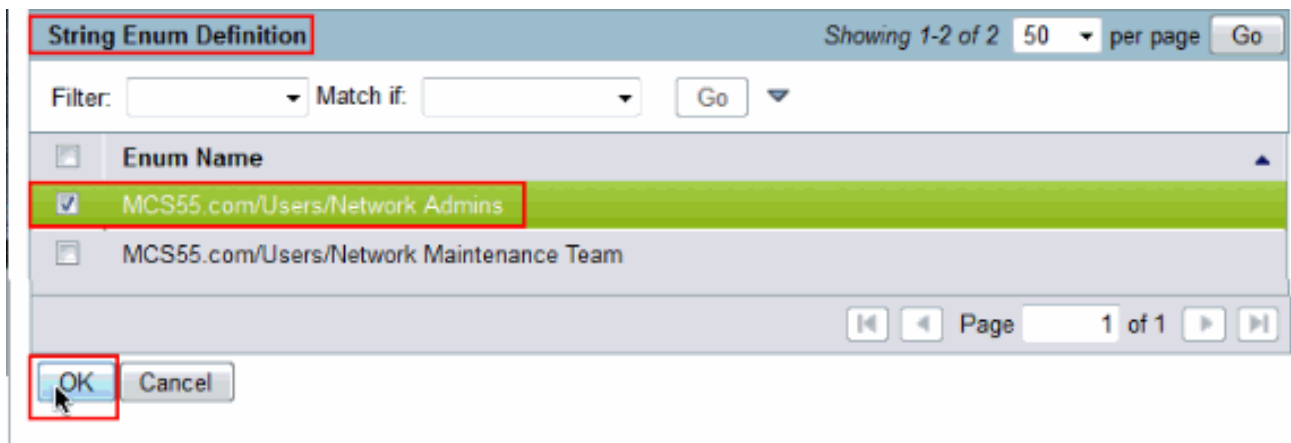 String Enum Definition Showing 1-2 of 2 50 per page Go
Filter: Match if: Go
Enum Name
MCS55.com/Users/Network Admins
MCS55.com/Users/Network Maintenance Team
Page 1 of 1
OK Cancel